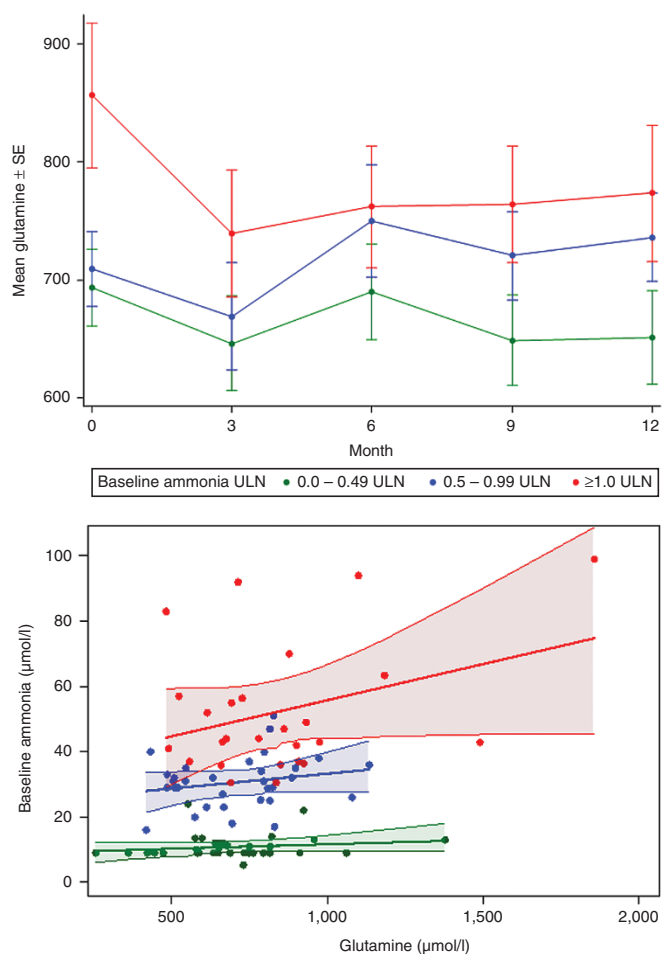 900
800
700
600
Mean glutamine ± SE
0 3 6 9 12
Month
Baseline ammonia ULN 0.0 – 0.49 ULN 0.5 – 0.99 ULN ≥1.0 ULN
100
80
60
40
20
0
Baseline ammonia (μmol/l)
500 1,000 1,500 2,000
Glutamine (μmol/l)